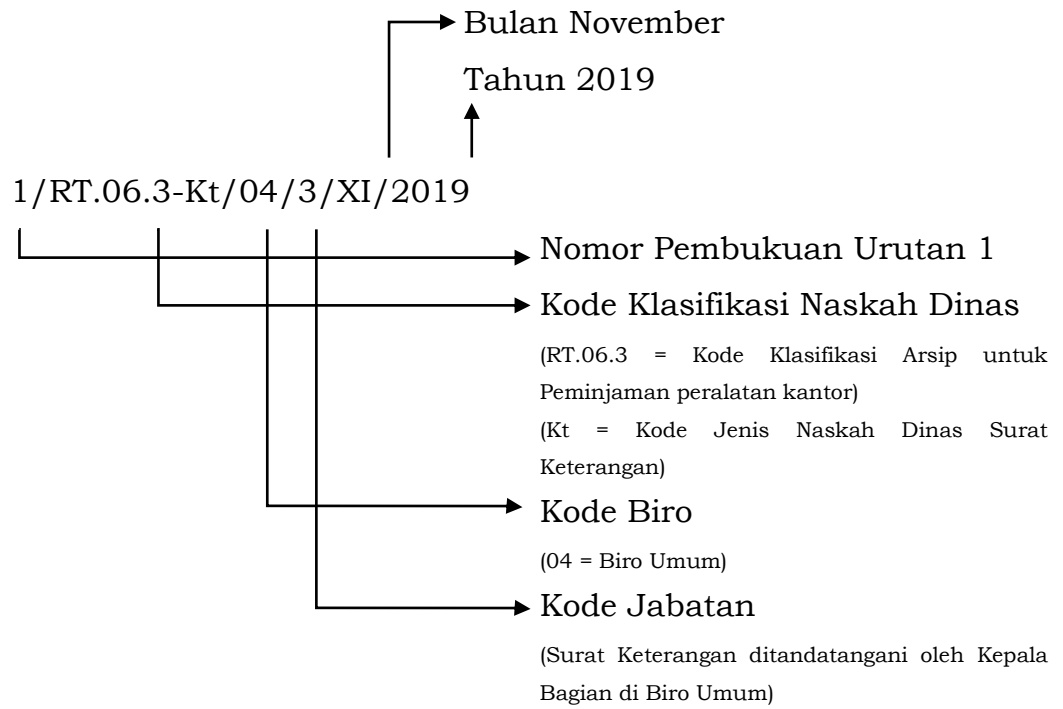 Bulan November
Tahun 2019
1/RT.06.3-Kt/04/3/XI/2019
Nomor Pembukuan Urutan 1
Kode Klasifikasi Naskah Dinas
(RT.06.3 = Kode Klasifikasi Arsip untuk
Peminjaman peralatan kantor)
(Kt = Kode Jenis Naskah Dinas Surat
Keterangan)
Kode Biro
(04 = Biro Umum)
Kode Jabatan
(Surat Keterangan ditandatangani oleh Kepala
Bagian di Biro Umum)